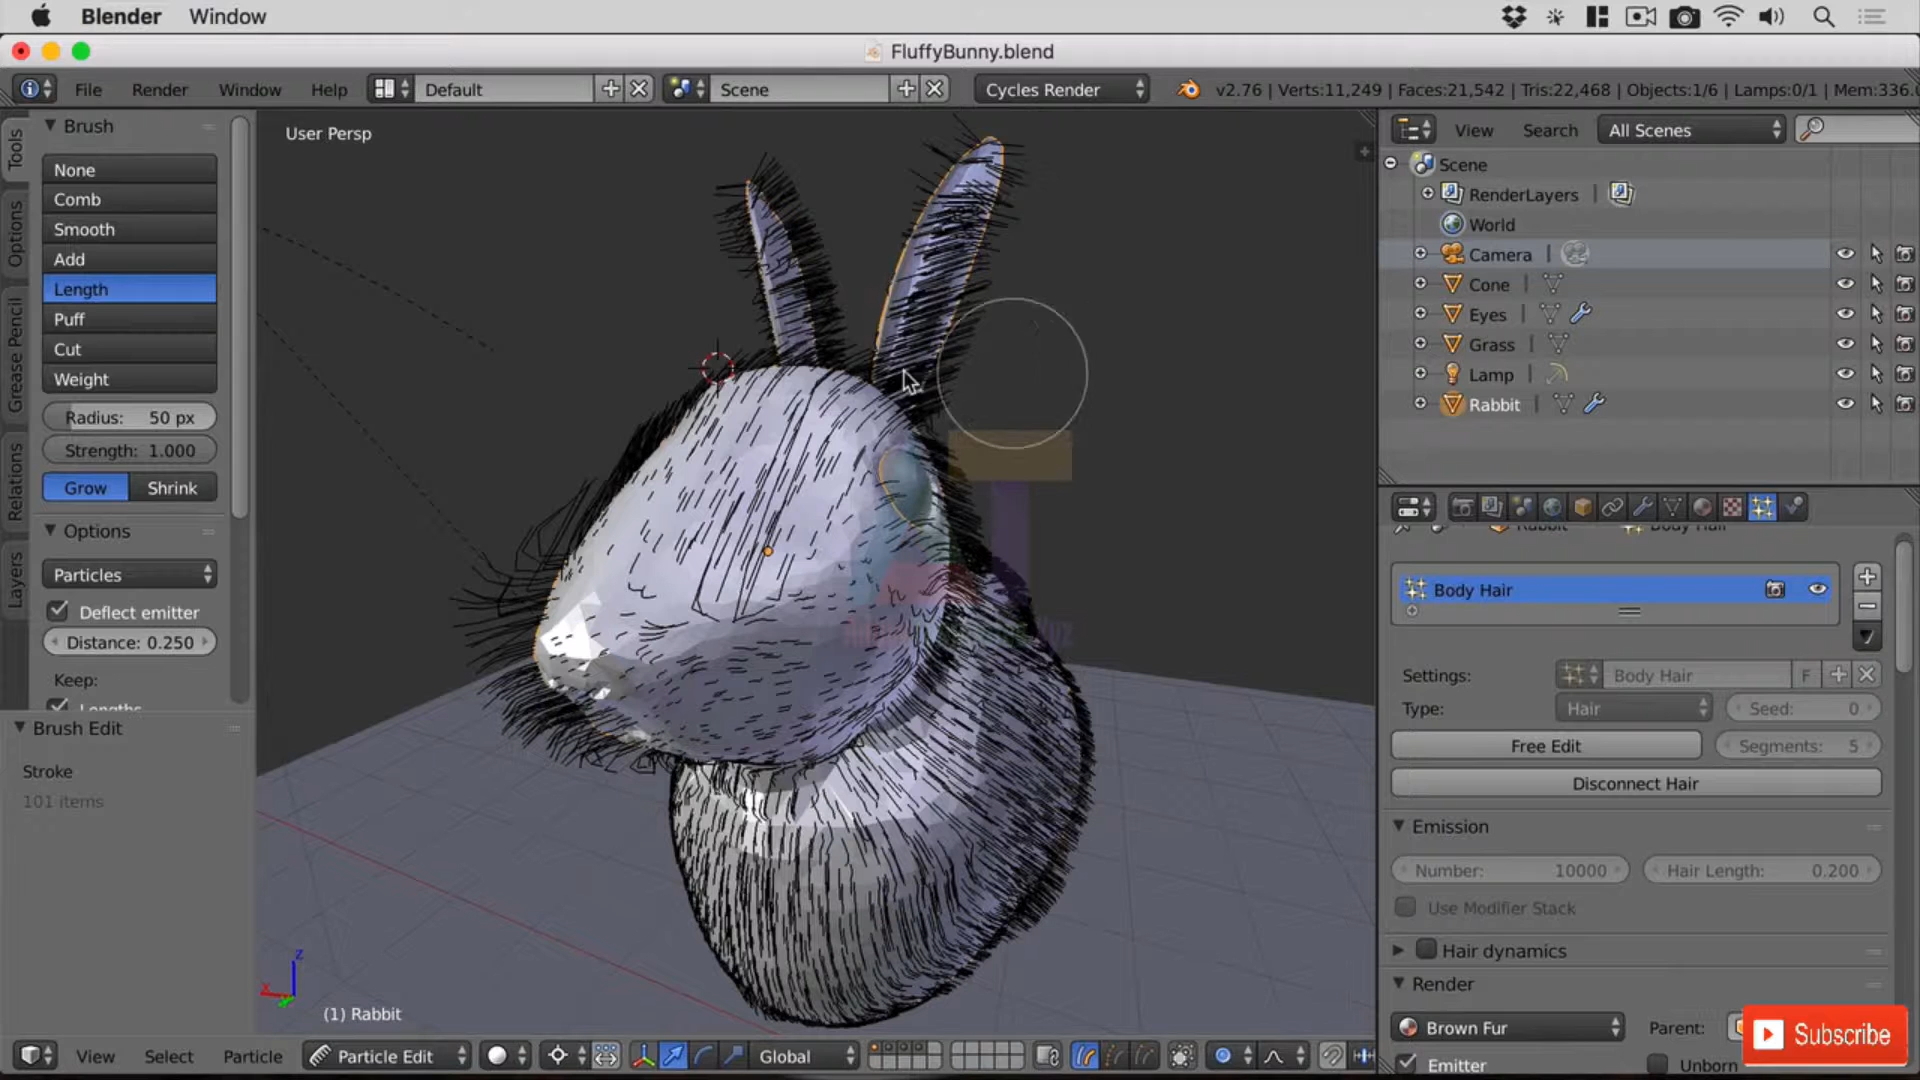 Blender Window
FluffyBunny.blend
File Render Window Help Default Scene Cycles Render v2.76 | Verts:11,249 | Faces:21,542 | Tris:22,468 | Objects:1/6 | Lamps:0/1 | Mem:336.
Tools
Options
Grease Pencil
Relations
Layers
Brush
None
Comb
Smooth
Add
Length
Puff
Cut
Weight
Radius: 50 px
Strength: 1.000
Grow Shrink
Options
Particles
Deflect emitter
Distance: 0.250
Keep:
Lengths
Brush Edit
Stroke
101 items
User Persp
z
x
(1) Rabbit
View Select Particle Particle Edit Global
View Search All Scenes
Scene
RenderLayers
World
Camera
Cone
Eyes
Grass
Lamp
Rabbit
Rabbit Body Hair
Body Hair
Settings: Body Hair F
Type: Hair Seed: 0
Free Edit Segments: 5
Disconnect Hair
Emission
Number: 10000 Hair Length: 0.200
Use Modifier Stack
Hair dynamics
Render
Brown Fur Parent:
Emitter Unborn
Subscribe